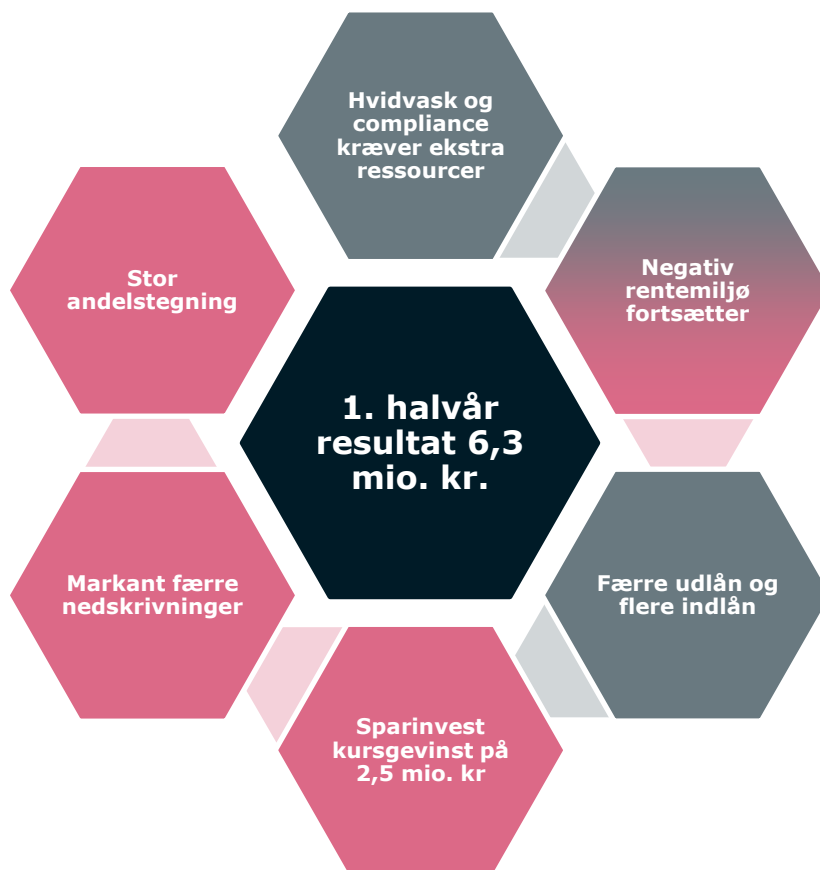 Hvidvask og
compliance
kræver ekstra
ressourcer
Stor
andelstegning
Negativ
rentemiljø
fortsætter
1. halvår
resultat 6,3
mio. kr.
Markant færre
nedskrivninger
Færre udlån og
flere indlån
Sparinvest
kursgevinst på
2,5 mio. kr